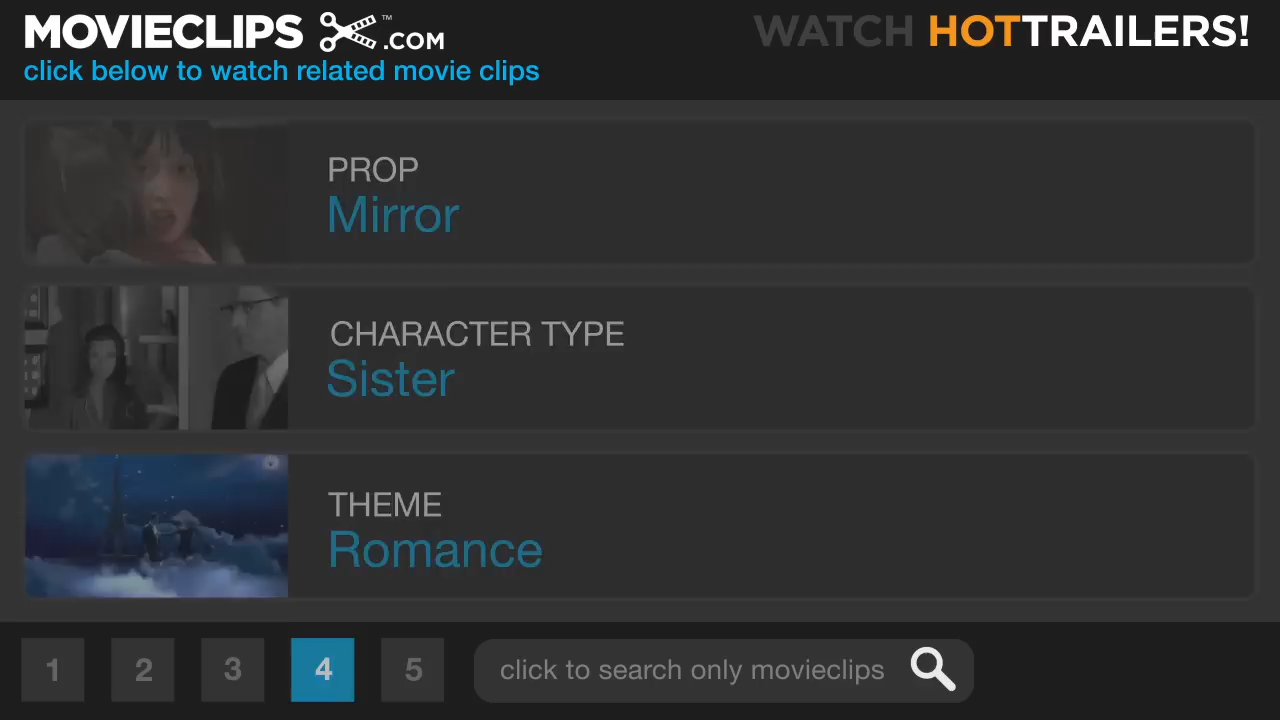 MOVIECLIPS ™ .COM
WATCH HOTTRAILERS!
click below to watch related movie clips
PROP
Mirror
CHARACTER TYPE
Sister
THEME
Romance
1 2 3 4 5 click to search only movieclips